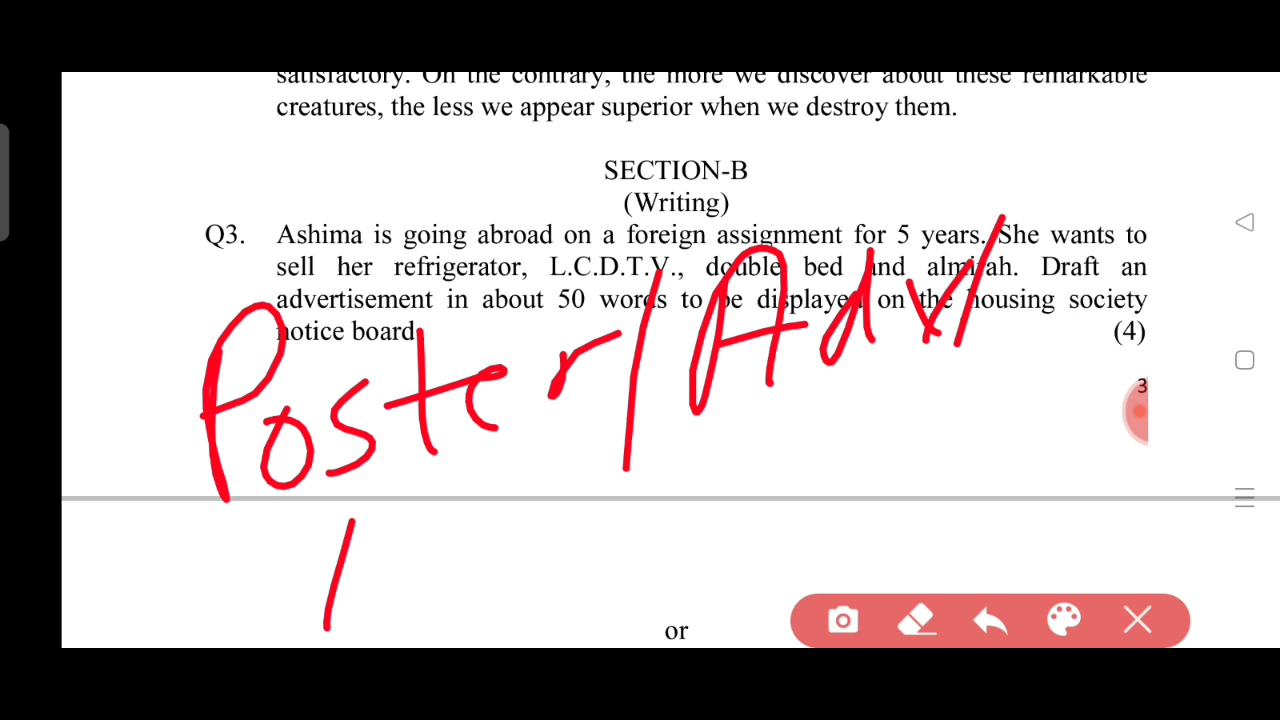 satisfactory. On the contrary, the more we discover about these remarkable
creatures, the less we appear superior when we destroy them.
SECTION-B
(Writing)
Q3. Ashima is going abroad on a foreign assignment for 5 years. She wants to
sell her refrigerator, L.C.D.T.V., double bed and almirah. Draft an
advertisement in about 50 words to be displayed on the housing society
notice board. (4)
Poster/Adv/
3
/
or